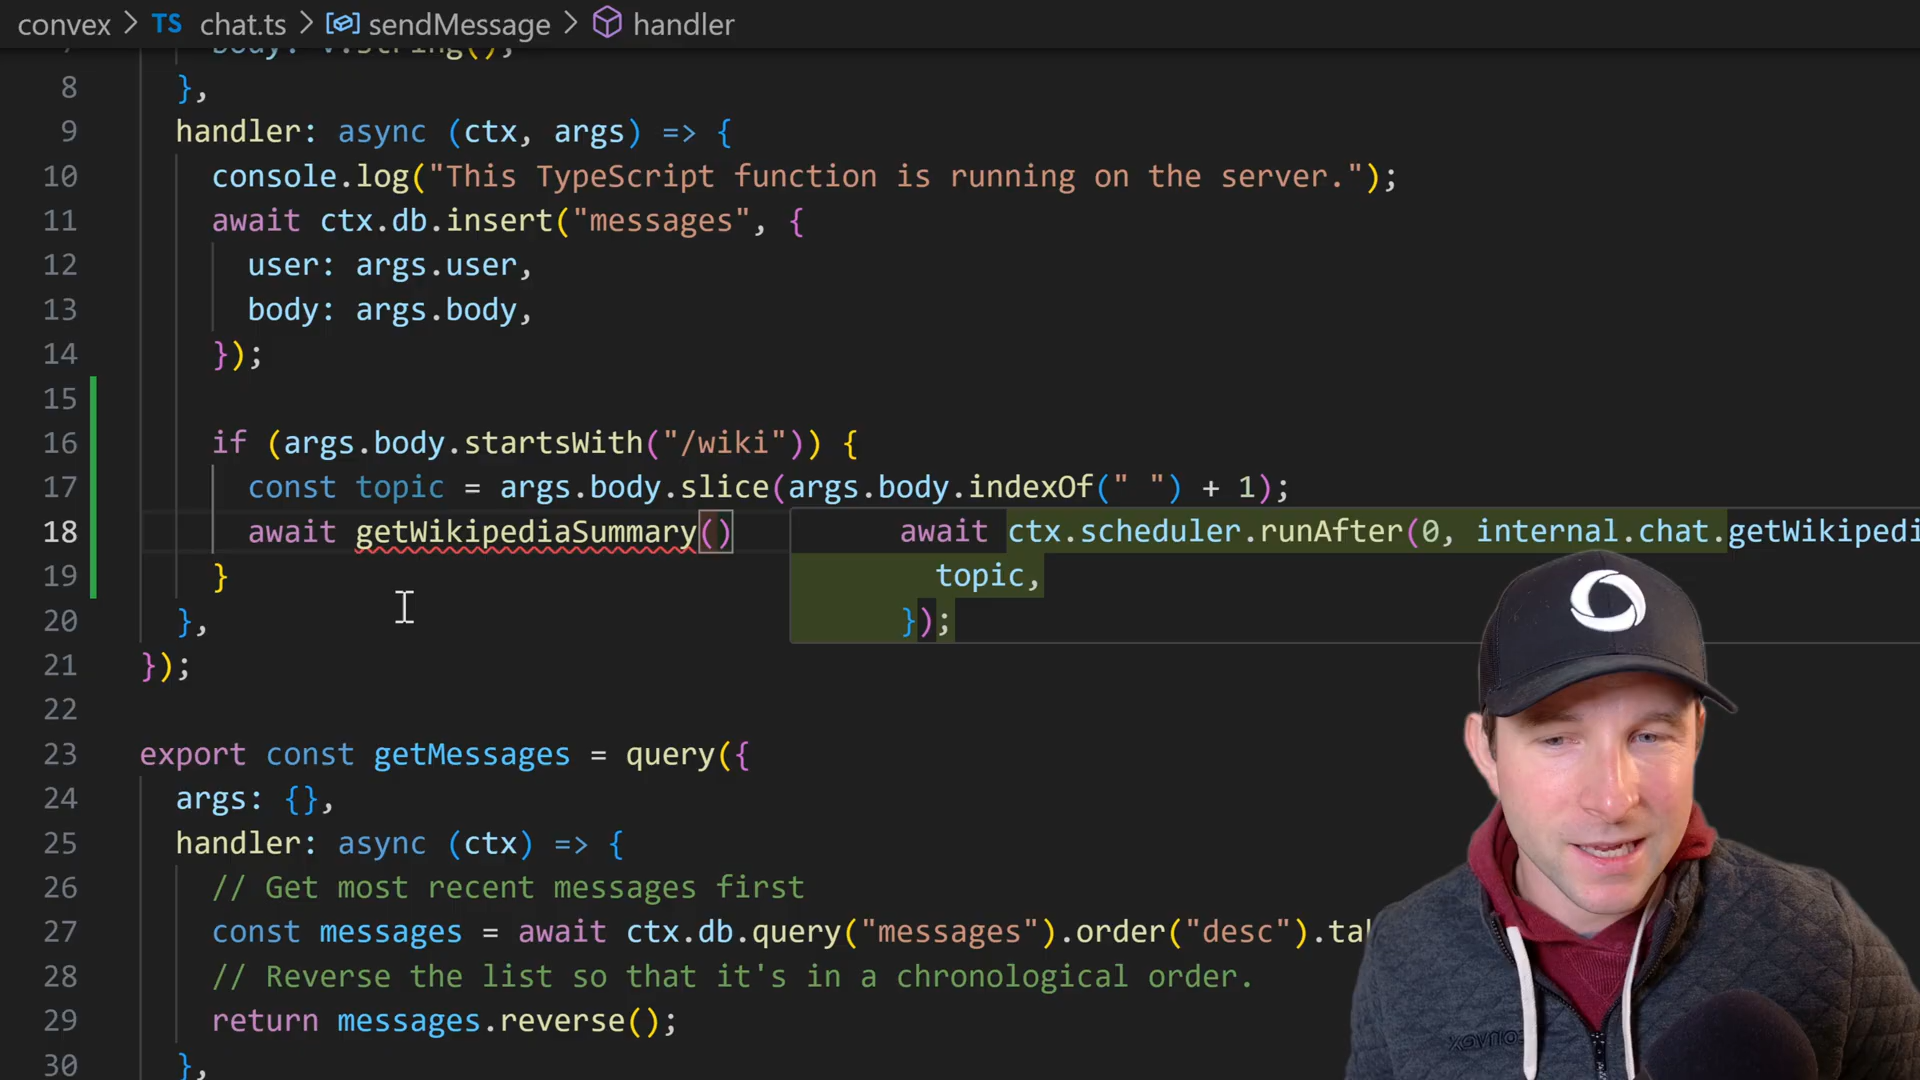 convex > TS chat.ts > sendMessage > handler
7 body: v.string();
8 },
9 handler: async (ctx, args) => {
10 console.log("This TypeScript function is running on the server.");
11 await ctx.db.insert("messages", {
12 user: args.user,
13 body: args.body,
14 });
15
16 if (args.body.startsWith("/wiki")) {
17 const topic = args.body.slice(args.body.indexOf(" ") + 1);
18 await getWikipediaSummary()
await ctx.scheduler.runAfter(0, internal.chat.getWikipedi
topic,
});
19 }
20 },
21 });
22
23 export const getMessages = query({
24 args: {},
25 handler: async (ctx) => {
26 // Get most recent messages first
27 const messages = await ctx.db.query("messages").order("desc").ta
28 // Reverse the list so that it's in a chronological order.
29 return messages.reverse();
30 },